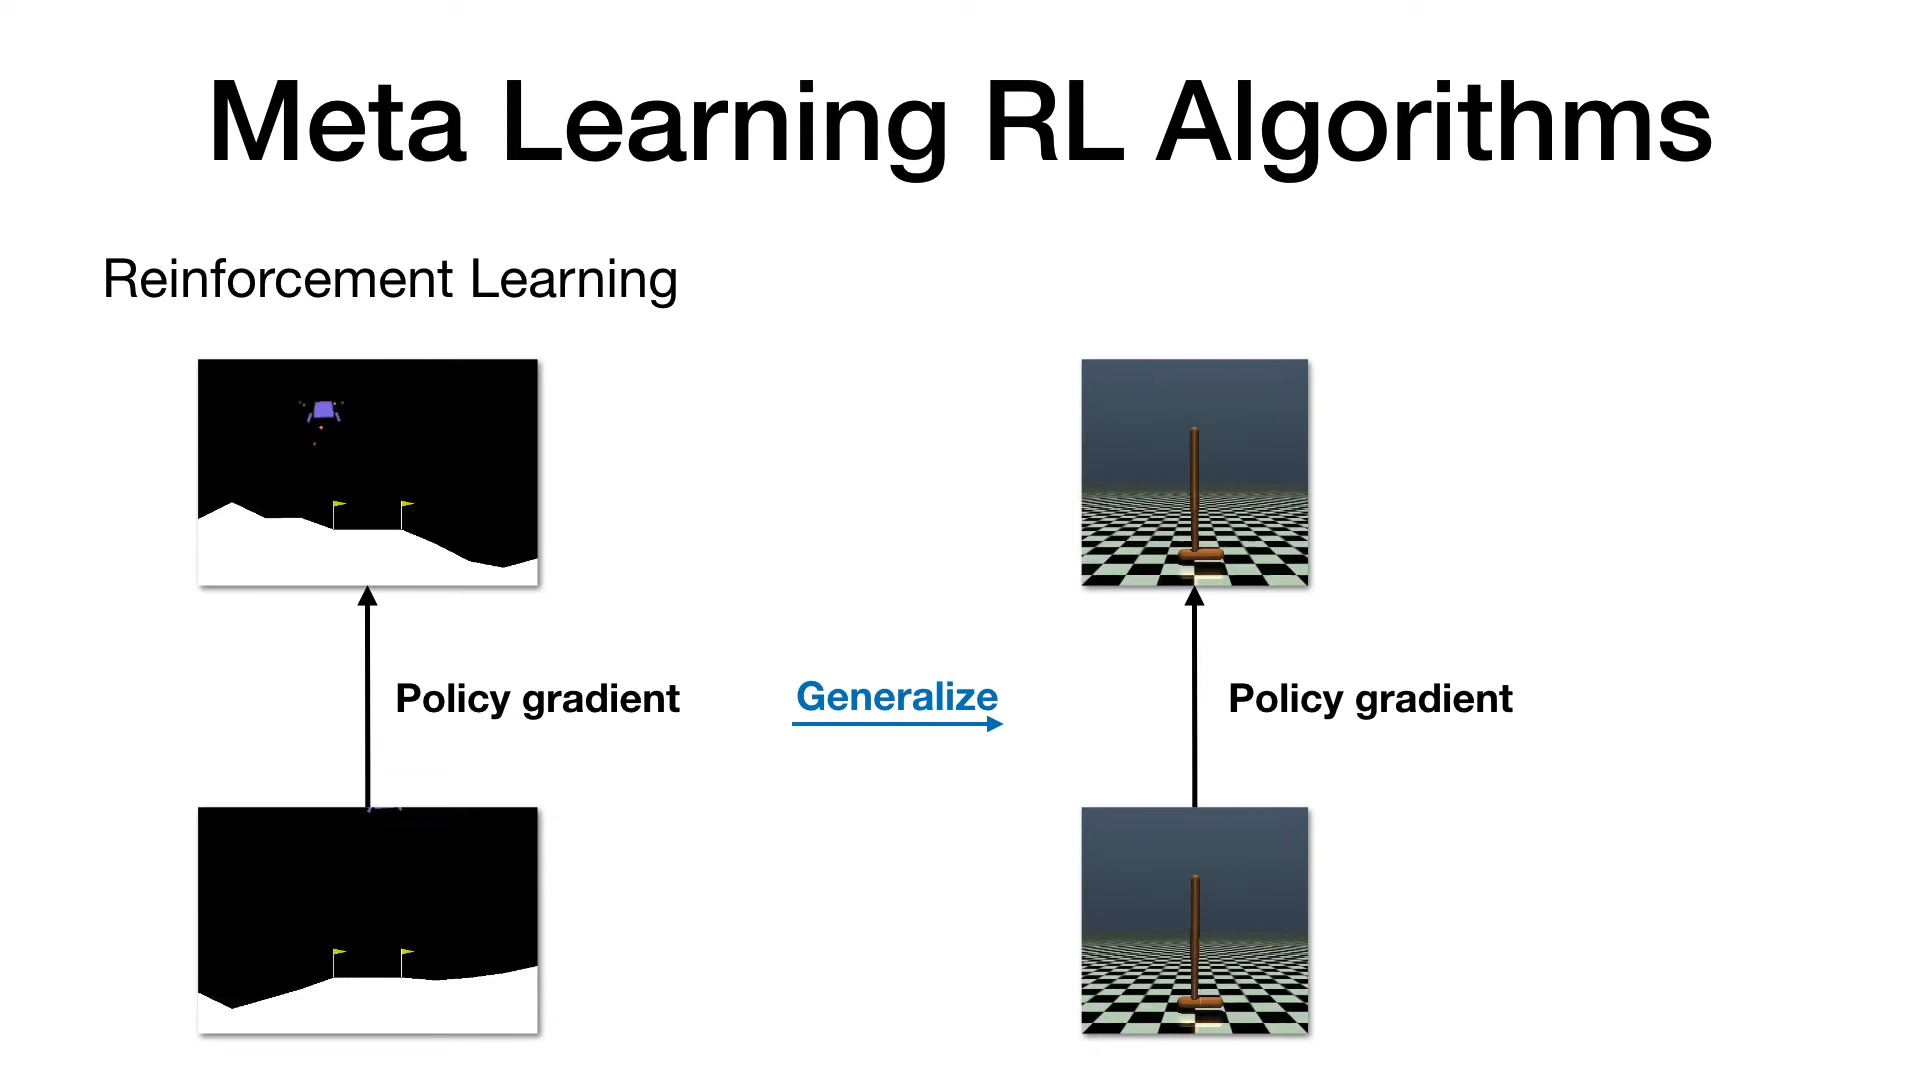 Meta Learning RL Algorithms
Reinforcement Learning
Policy gradient
Generalize
Policy gradient